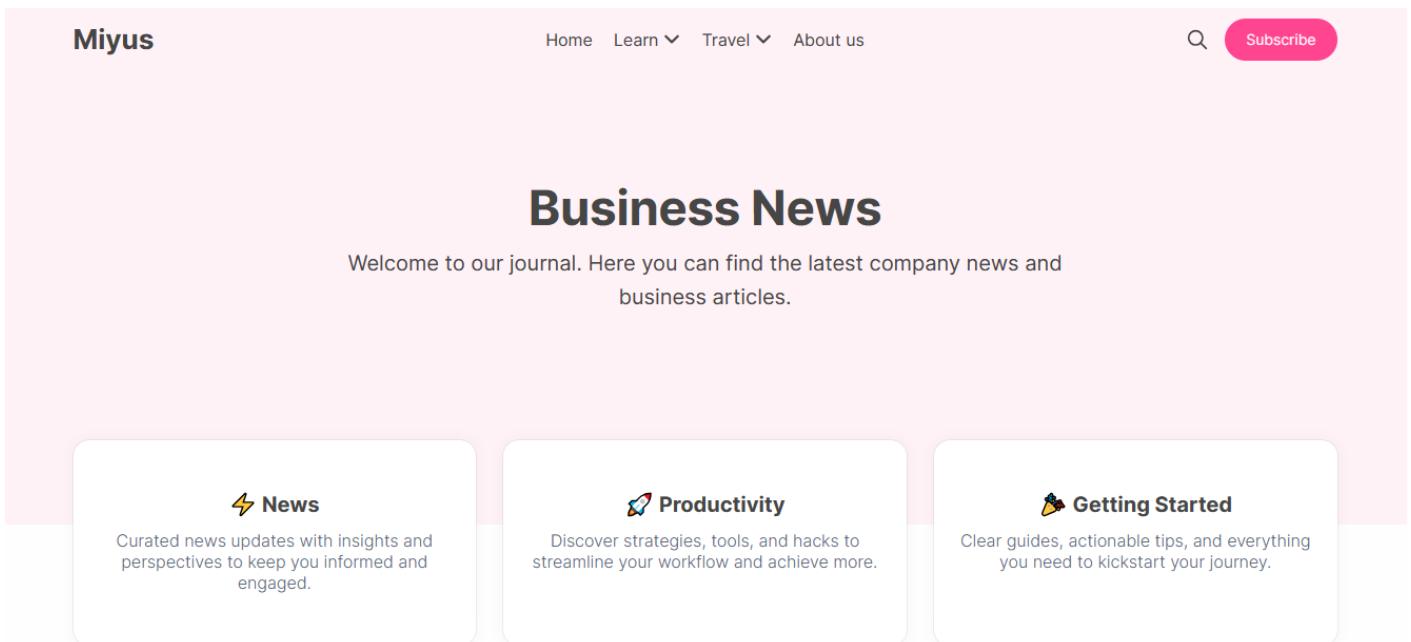 Miyus
Home Learn Travel About us
Subscribe
Business News
Welcome to our journal. Here you can find the latest company news and
business articles.
⚡ News
Curated news updates with insights and
perspectives to keep you informed and
engaged.
🚀 Productivity
Discover strategies, tools, and hacks to
streamline your workflow and achieve more.
🎉 Getting Started
Clear guides, actionable tips, and everything
you need to kickstart your journey.